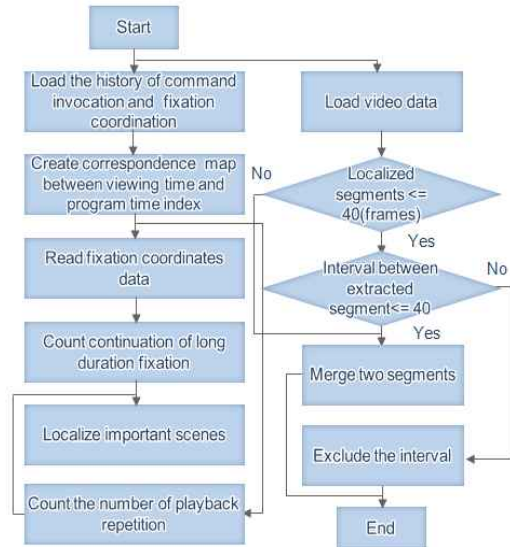 Start
Load the history of command
invocation and fixation
coordination
Create correspondence map
between viewing time and
program time index
Read fixation coordinates
data
Count continuation of long
duration fixation
Localize important scenes
Count the number of playback
repetition
Load video data
No
Localized
segments <=
40(frames)
Yes
Interval between
extracted
segment<= 40
No
Yes
Merge two segments
Exclude the interval
End